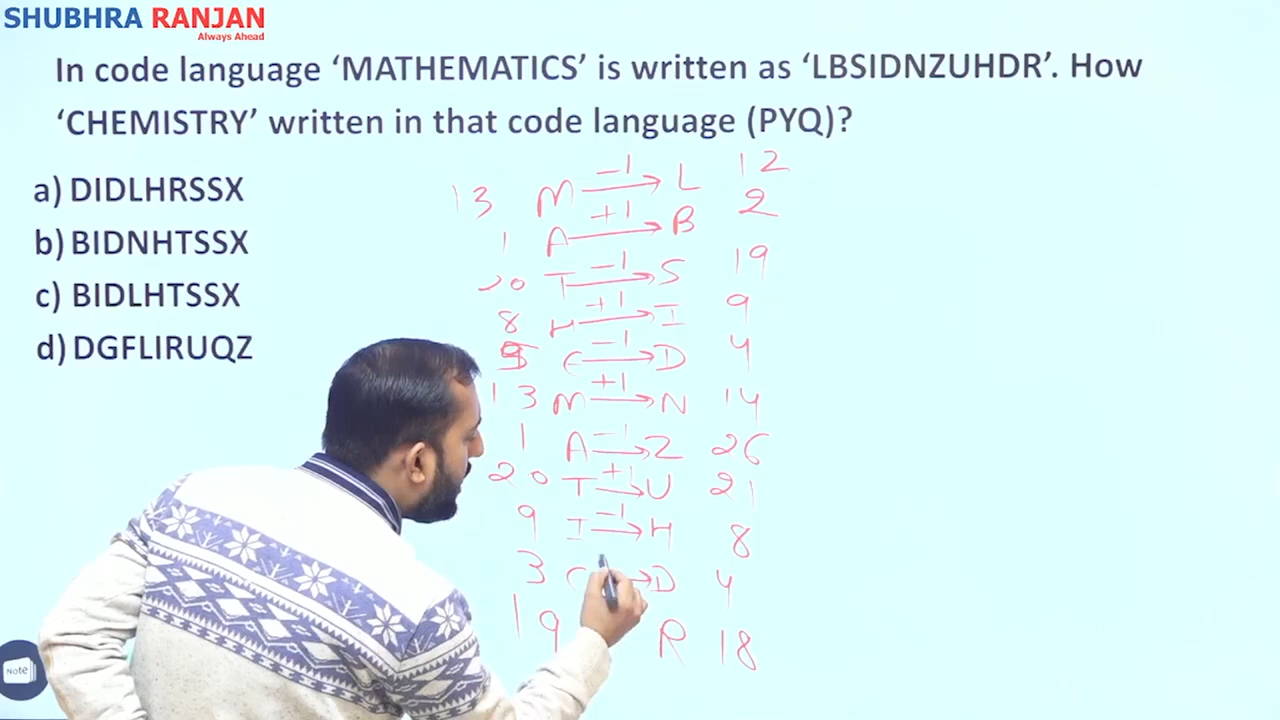 SHUBHRA RANJAN
Always Ahead
In code language ‘MATHEMATICS’ is written as ‘LBSIDNZUHDR’. How
‘CHEMISTRY’ written in that code language (PYQ)?
a) DIDLHRSSX
b) BIDNHTSSX
c) BIDLHTSSX
d) DGFLIRUQZ
13 M -1 L 12
1 A +1 B 2
20 T -1 S 19
8 H +1 I 9
5 E -1 D 4
13 M +1 N 14
1 A -1 Z 26
20 T +1 U 21
9 I -1 H 8
3 C D 4
19 R 18
Note